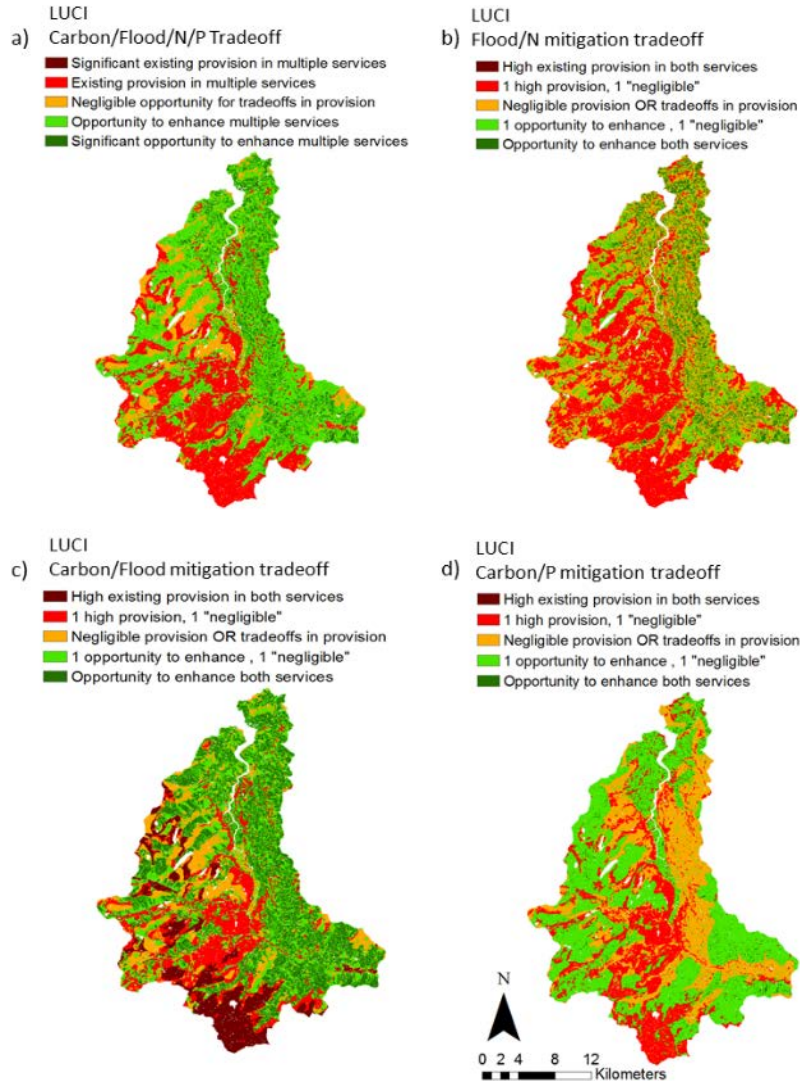 LUCI
a) Carbon/Flood/N/P Tradeoff
Significant existing provision in multiple services
Existing provision in multiple services
Negligible opportunity for tradeoffs in provision
Opportunity to enhance multiple services
Significant opportunity to enhance multiple services
LUCI
b) Flood/N mitigation tradeoff
High existing provision in both services
1 high provision, 1 "negligible"
Negligible provision OR tradeoffs in provision
1 opportunity to enhance , 1 "negligible"
Opportunity to enhance both services
LUCI
c) Carbon/Flood mitigation tradeoff
High existing provision in both services
1 high provision, 1 "negligible"
Negligible provision OR tradeoffs in provision
1 opportunity to enhance , 1 "negligible"
Opportunity to enhance both services
LUCI
d) Carbon/P mitigation tradeoff
High existing provision in both services
1 high provision, 1 "negligible"
Negligible provision OR tradeoffs in provision
1 opportunity to enhance , 1 "negligible"
Opportunity to enhance both services
N
0 2 4 8 12
Kilometers